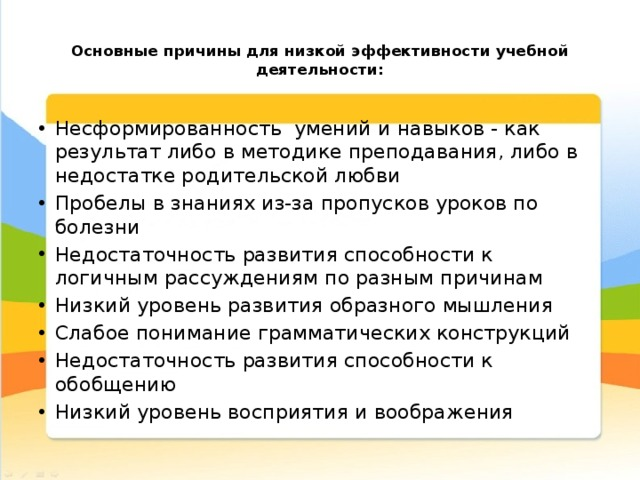 Основные причины для низкой эффективности учебной
деятельности:
• Несформированность  умений и навыков - как
результат либо в методике преподавания, либо в
недостатке родительской любви
• Пробелы в знаниях из-за пропусков уроков по
болезни
• Недостаточность развития способности к
логичным рассуждениям по разным причинам
• Низкий уровень развития образного мышления
• Слабое понимание грамматических конструкций
• Недостаточность развития способности к
обобщению
• Низкий уровень восприятия и воображения